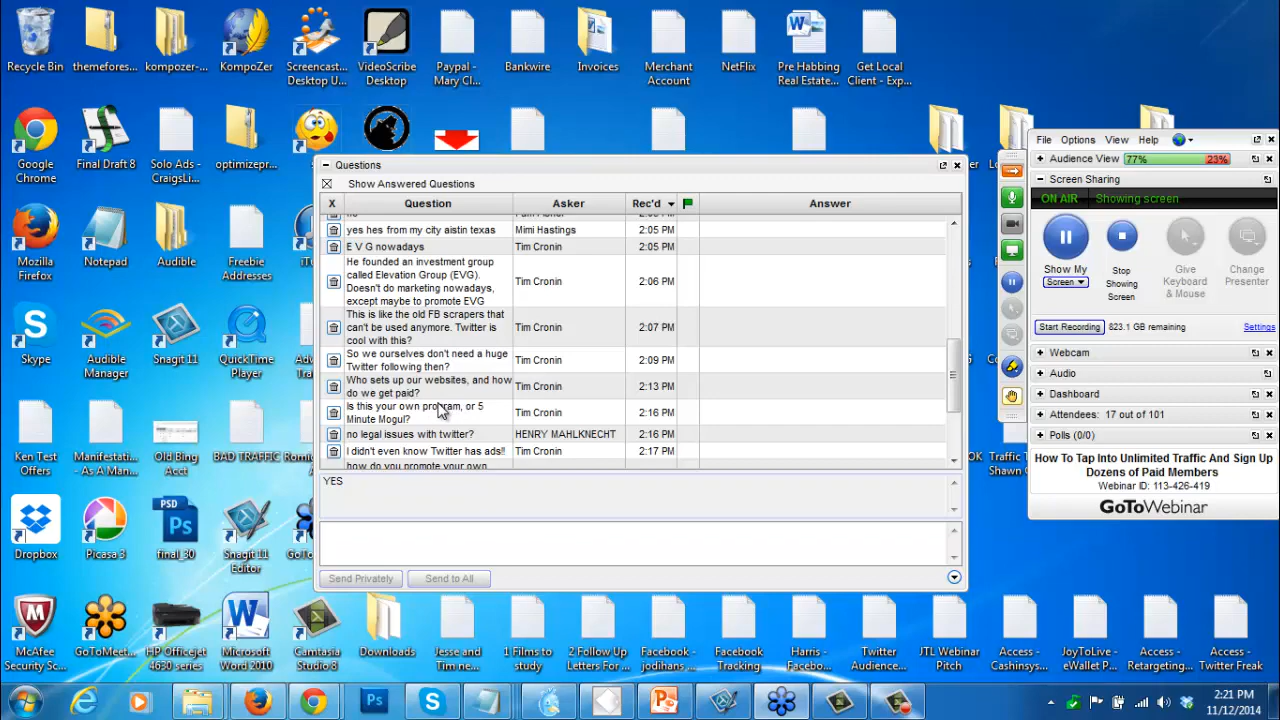 Recycle Bin
themefores...
kompozer-...
KompoZer
Screencast...
Desktop U...
VideoScribe
Desktop
Paypal -
Mary Cl...
Bankwire
Invoices
Merchant
Account
NetFlix
Pre Habbing
Real Estate...
Get Local
Client - Exp...
Google
Chrome
Final Draft 8
Solo Ads -
CraigsLis...
optimizepr...
Mozilla
Firefox
Notepad
Audible
Freebie
Addresses
Skype
Audible
Manager
Snagit 11
QuickTime
Player
Ken Test
Offers
Manifestati...
- As A Man...
Old Bing
Acct
BAD TRAFFIC
Dropbox
Picasa 3
PSD
final_30
Snagit 11
Editor
McAfee
Security Sc...
GoToMeet...
HP Officejet
4630 series
Microsoft
Word 2010
Camtasia
Studio 8
Downloads
Jesse and
Tim ne...
1 Films to
study
2 Follow Up
Letters For ...
Facebook -
jodihans ...
Facebook
Tracking
Harris -
Facebo...
Twitter
Audience...
JTL Webinar
Pitch
Access -
Cashinsys...
JoyToLive -
eWallet P...
Access -
Retargeting...
Access -
Twitter Freak
Questions
Show Answered Questions
X Question Asker Rec'd Answer
yes hes from my city aistin texas Mimi Hastings 2:05 PM
E V G nowadays Tim Cronin 2:05 PM
He founded an investment group
called Elevation Group (EVG).
Doesn't do marketing nowadays,
except maybe to promote EVG
Tim Cronin 2:06 PM
This is like the old FB scrapers that
can't be used anymore. Twitter is
cool with this?
Tim Cronin 2:07 PM
So we ourselves don't need a huge
Twitter following then?
Tim Cronin 2:09 PM
Who sets up our websites, and how
do we get paid?
Tim Cronin 2:13 PM
Is this your own program, or 5
Minute Mogul?
Tim Cronin 2:16 PM
no legal issues with twitter? HENRY MAHLKNECHT 2:16 PM
I didn't even know Twitter has ads!! Tim Cronin 2:17 PM
how do you promote your own
YES
Send Privately Send to All
File Options View Help
Audience View 77% 23%
Screen Sharing
ON AIR Showing screen
Show My
Screen
Stop
Showing
Screen
Give
Keyboard
& Mouse
Change
Presenter
Start Recording 823.1 GB remaining Settings
Webcam
Audio
Dashboard
Attendees: 17 out of 101
Polls (0/0)
How To Tap Into Unlimited Traffic And Sign Up
Dozens of Paid Members
Webinar ID: 113-426-419
GoToWebinar
Traffic T
Shawn C
2:21 PM
11/12/2014